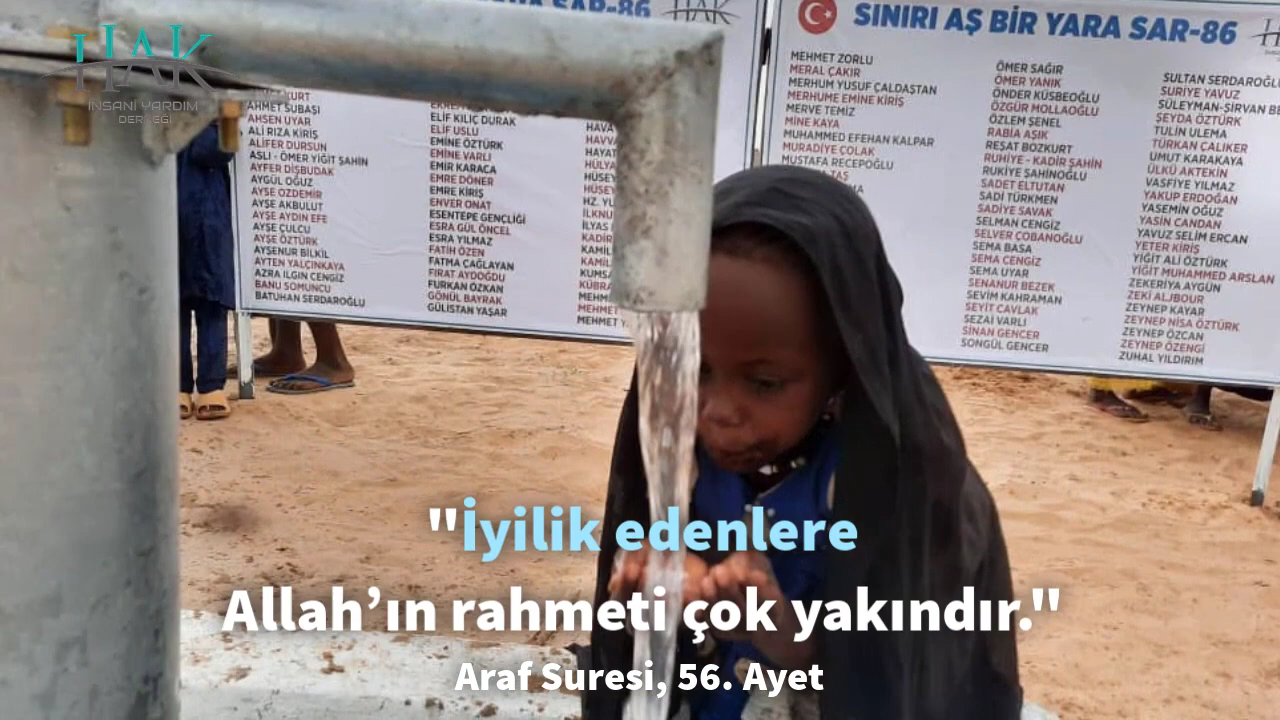 HAK
İNSANİ YARDIM
DERNEĞİ
SAR-86
SINIRI AŞ BİR YARA SAR-86
AHMET SUBAŞI
AHSEN UYAR
ALİ RIZA KİRİŞ
ALİFER DURSUN
ASLI - ÖMER YİĞİT ŞAHİN
AYFER DİŞBUDAK
AYGÜL OĞUZ
AYŞE ÖZDEMİR
AYŞE AKBULUT
AYŞE AYDIN EFE
AYŞE ÇULCU
AYŞE ÖZTÜRK
AYŞENUR BİLKİL
AYTEN YALÇINKAYA
AZRA ILGIN CENGİZ
BANU SOMUNCU
BATUHAN SERDAROĞLU
ELİF KILIÇ DURAK
ELİF USLU
EMİNE ÖZTÜRK
EMİNE VARLI
EMİR KARACA
EMRE DÖNER
EMRE KİRİŞ
ENVER ONAT
ESENTEPE GENÇLİĞİ
ESRA GÜL ÖNCEL
ESRA YILMAZ
FATİH ÖZEN
FATMA ÇAĞLAYAN
FIRAT AYDOĞDU
FURKAN ÖZKAN
GÖNÜL BAYRAK
GÜLİSTAN YAŞAR
MEHMET ZORLU
MERAL ÇAKIR
MERHUM YUSUF ÇALDAŞTAN
MERHUME EMİNE KİRİŞ
MERVE TEMİZ
MİNE KAYA
MUHAMMED EFEHAN KALPAR
MURADİYE ÇOLAK
MUSTAFA RECEPOĞLU
ÖMER SAĞIR
ÖMER YANIK
ÖNDER KÜSBEOĞLU
ÖZGÜR MOLLAOĞLU
ÖZLEM ŞENEL
RABİA AŞIK
REŞAT BOZKURT
RUHİYE - KADİR ŞAHİN
RUKİYE ŞAHİNOĞLU
SADET ELTUTAN
SADİ TÜRKMEN
SADİYE SAVAK
SELMAN CENGİZ
SELVER ÇOBANOĞLU
SEMA BASA
SEMA CENGİZ
SEMA UYAR
SENANUR BEZEK
SEVİM KAHRAMAN
SEYİT CAVLAK
SEZAİ VARLI
SİNAN GENCER
SONGÜL GENCER
SULTAN SERDAROĞLU
SURİYE YAVUZ
SÜLEYMAN-ŞİRVAN
ŞEYDA ÖZTÜRK
TULİN ULEMA
TÜRKAN ÇALIKER
UMUT KARAKAYA
ÜLKÜ AKTEKİN
VASFİYE YILMAZ
YAKUP ERDOĞAN
YASEMİN OĞUZ
YASİN CANDAN
YAVUZ SELİM ERCAN
YETER KİRİŞ
YİĞİT ALİ ÖZTÜRK
YİĞİT MUHAMMED ARSLAN
ZEKERİYA AYGÜN
ZEKİ ALJBOUR
ZEYNEP KAYAR
ZEYNEP NİSA ÖZTÜRK
ZEYNEP ÖZCAN
ZEYNEP ÖZENGİ
ZUHAL YILDIRIM
"İyilik edenlere
Allah’ın rahmeti çok yakındır."
Araf Suresi, 56. Ayet